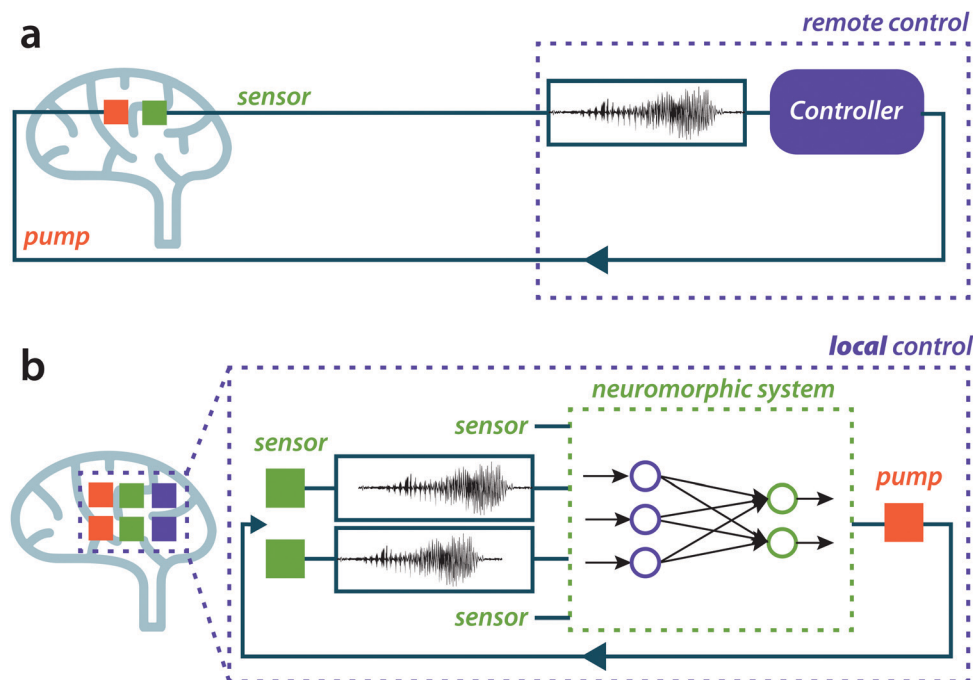 a
remote control
sensor
Controller
pump
b
local control
neuromorphic system
sensor
sensor
pump
sensor